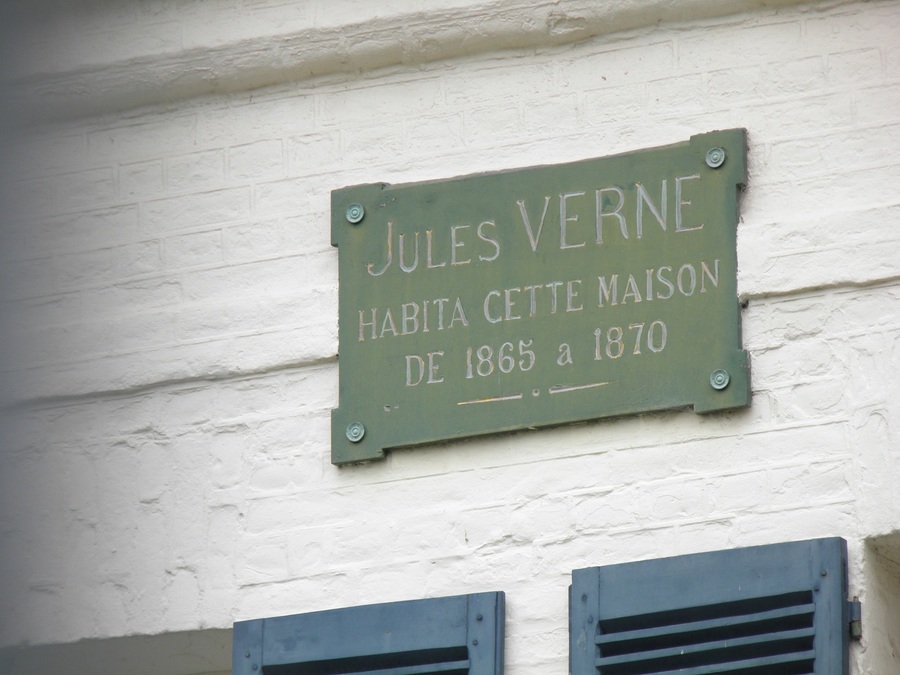 JULES VERNE
HABITA CETTE MAISON
DE 1865 a 1870